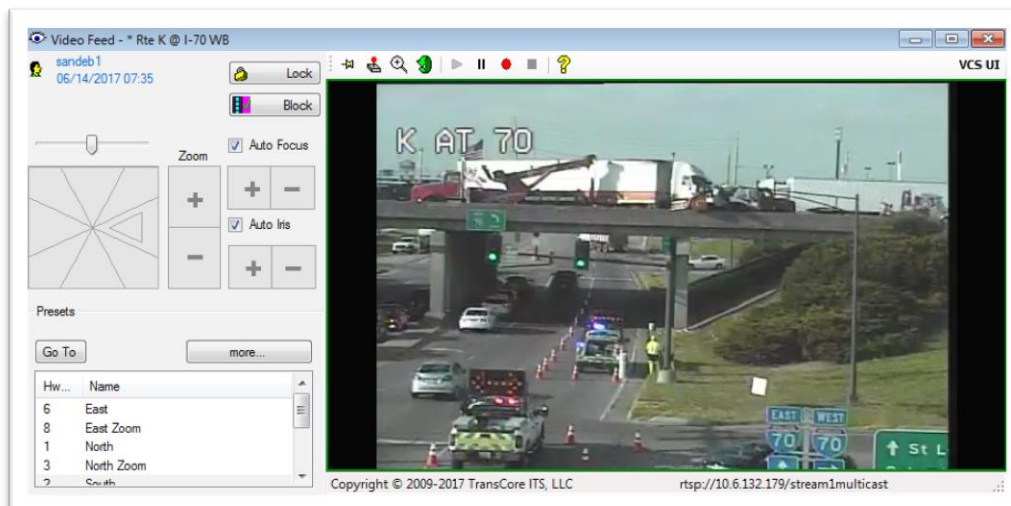 Video Feed - * Rte K @ I-70 WB
sandeb1
06/14/2017 07:35
Lock
Block
VCS UI
Zoom
Auto Focus
Auto Iris
Presets
Go To
more...
Hw... Name
6 East
8 East Zoom
1 North
3 North Zoom
2 South
K AT 70
EAST WEST
70 70
St L
Copyright © 2009-2017 TransCore ITS, LLC
rtsp://10.6.132.179/stream1multicast